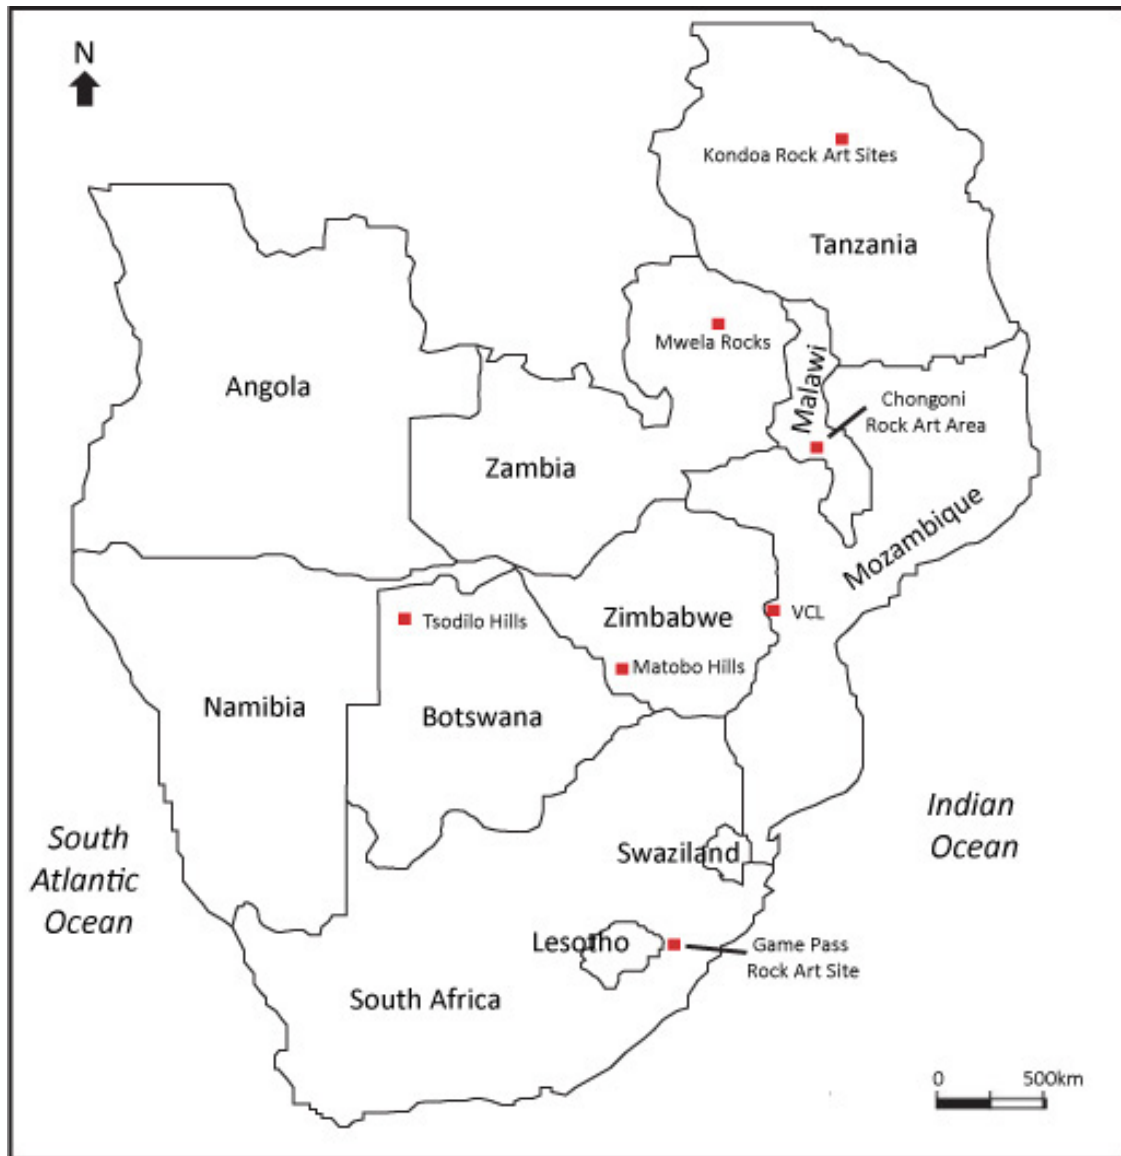 N
Kondoa Rock Art Sites
Tanzania
Mwela Rocks
Malawi
Angola
Chongoni
Rock Art Area
Zambia
Mozambique
Tsodilo Hills
Zimbabwe
VCL
Matobo Hills
Namibia
Botswana
South
Atlantic
Ocean
Indian
Ocean
Swaziland
Lesotho
Game Pass
Rock Art Site
South Africa
0 500km